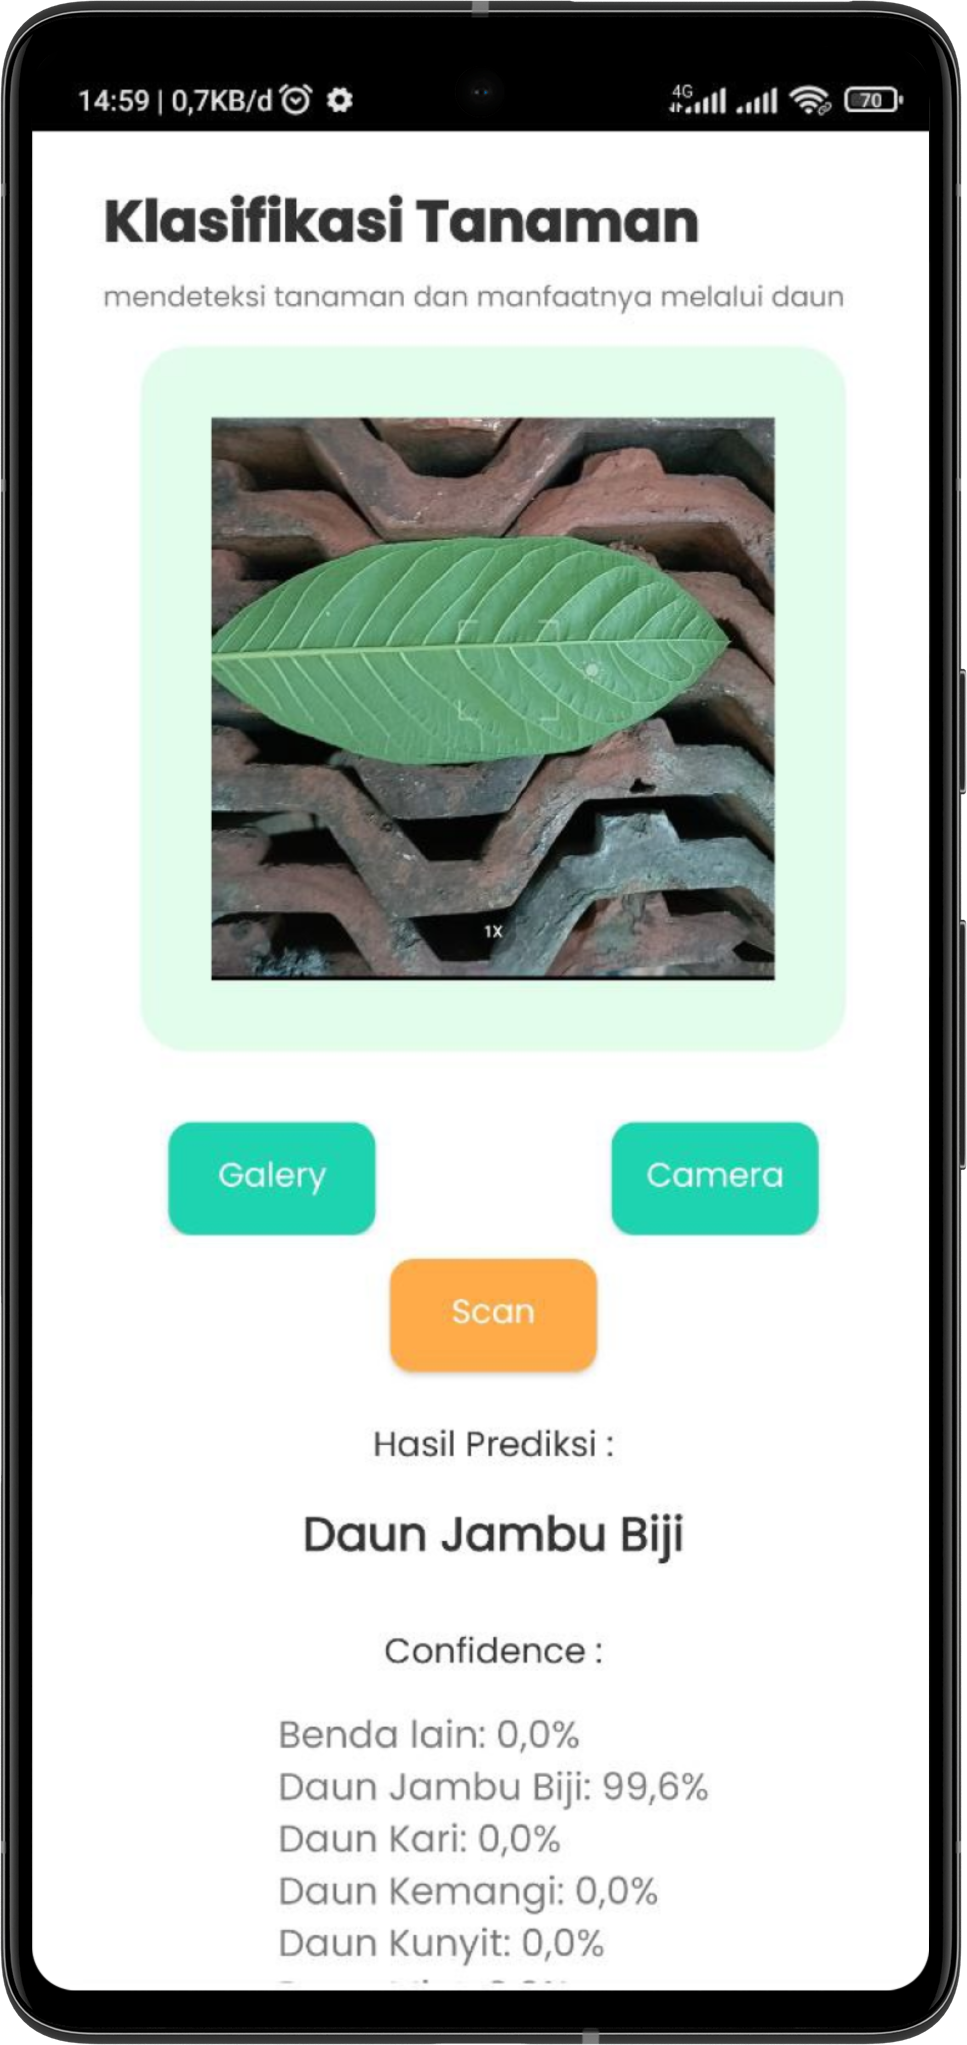 14:59 | 0,7KB/d
4G
70
Klasifikasi Tanaman
mendeteksi tanaman dan manfaatnya melalui daun
1X
Galery
Camera
Scan
Hasil Prediksi :
Daun Jambu Biji
Confidence :
Benda lain: 0,0%
Daun Jambu Biji: 99,6%
Daun Kari: 0,0%
Daun Kemangi: 0,0%
Daun Kunyit: 0,0%